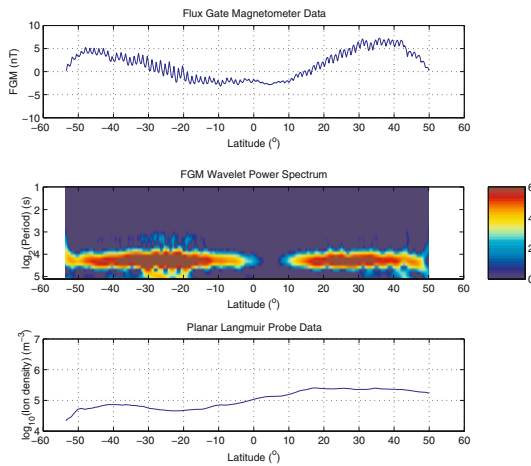 Flux Gate Magnetometer Data
10
5
0
−5
−10
FGM (nT)
−60 −50 −40 −30 −20 −10 0 10 20 30 40 50 60
Latitude (°)
FGM Wavelet Power Spectrum
1
2
3
4
5
log2(Period) (s)
−60 −50 −40 −30 −20 −10 0 10 20 30 40 50 60
Latitude (°)
6
4
2
0
Planar Langmuir Probe Data
7
6
5
4
log10(Ion density) (m−3)
−60 −50 −40 −30 −20 −10 0 10 20 30 40 50 60
Latitude (°)